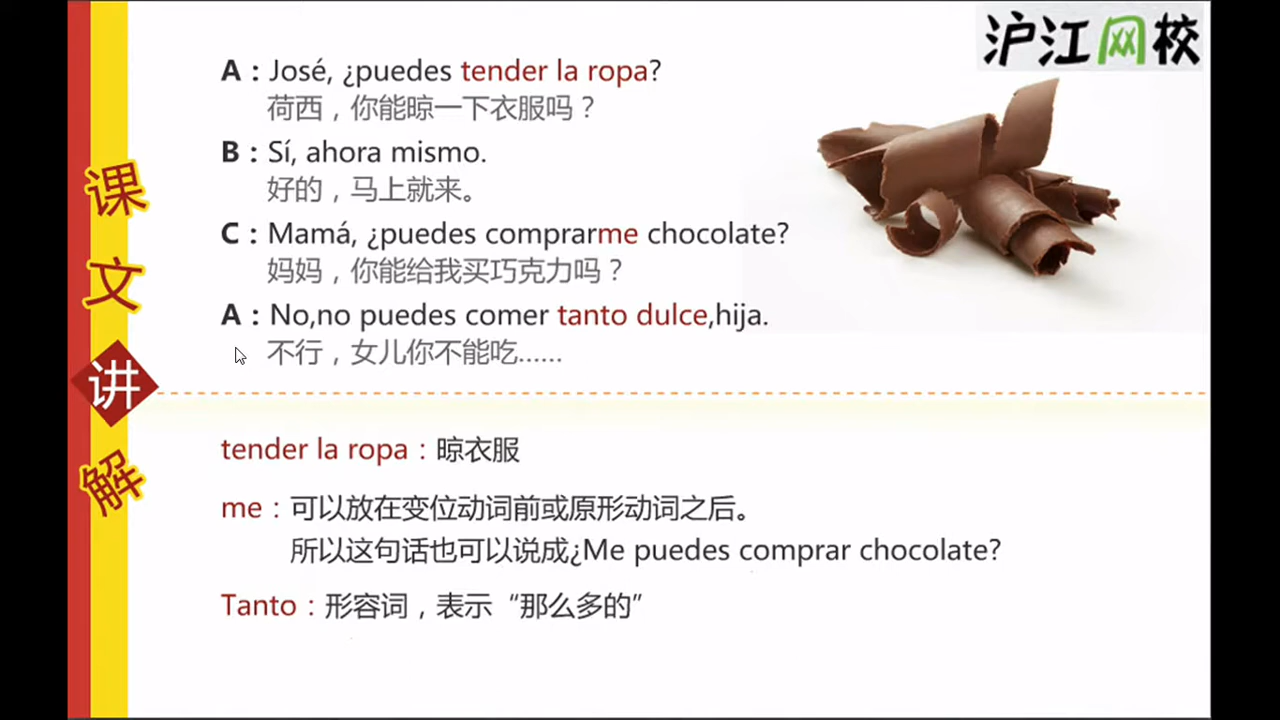 沪江网校
A：José, ¿puedes tender la ropa?
荷西，你能晾一下衣服吗？
B：Sí, ahora mismo.
好的，马上就来。
C：Mamá, ¿puedes comprarme chocolate?
妈妈，你能给我买巧克力吗？
A：No,no puedes comer tanto dulce,hija.
不行，女儿你不能吃……
课文讲解
tender la ropa：晾衣服
me：可以放在变位动词前或原形动词之后。
所以这句话也可以说成¿Me puedes comprar chocolate?
Tanto：形容词，表示“那么多的”